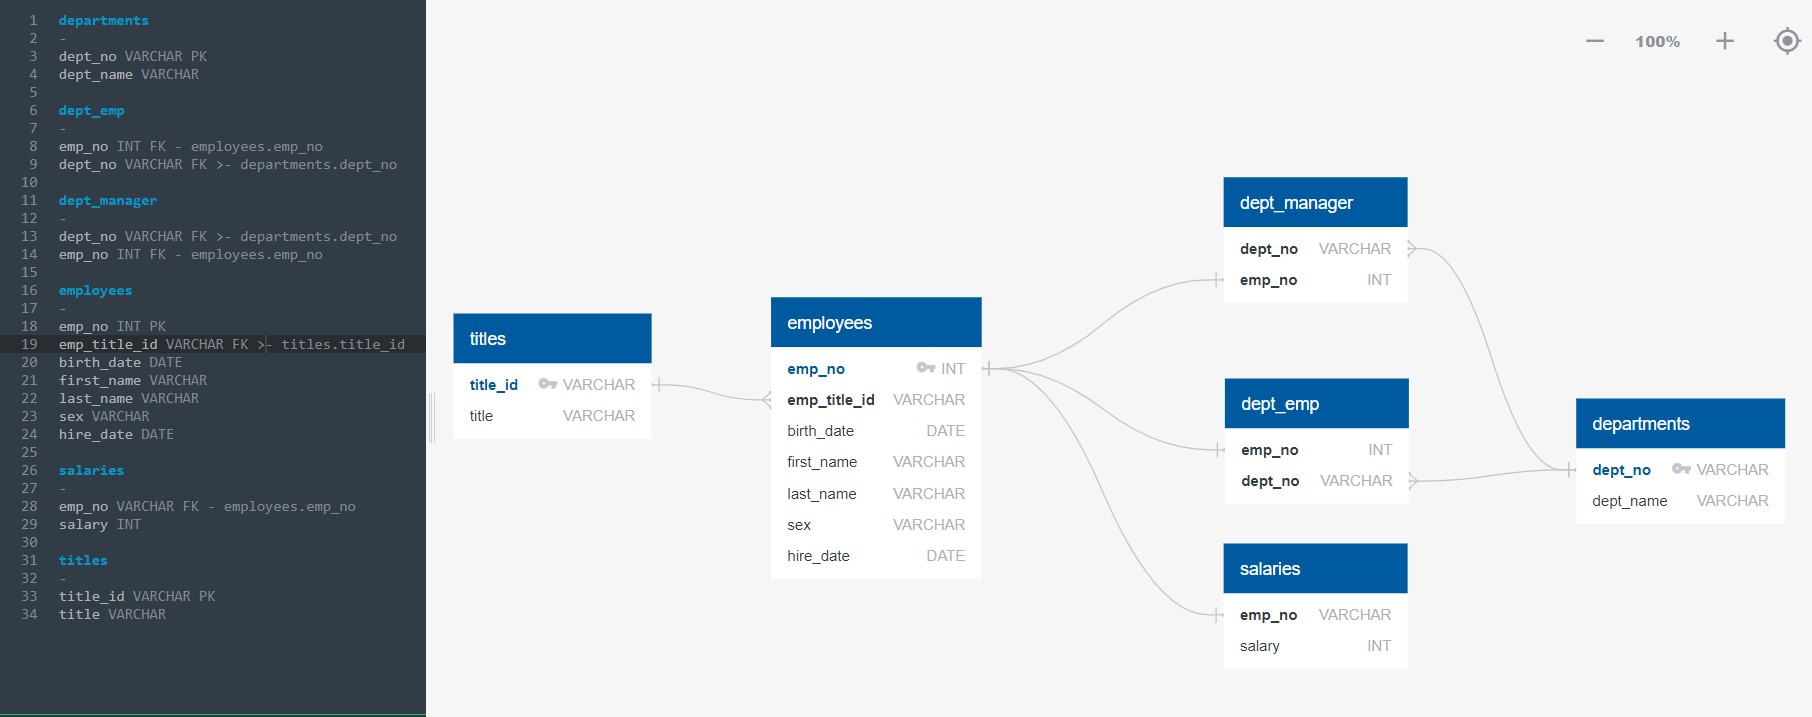 1 departments
2 -
3 dept_no VARCHAR PK
4 dept_name VARCHAR
5
6 dept_emp
7 -
8 emp_no INT FK - employees.emp_no
9 dept_no VARCHAR FK >- departments.dept_no
10
11 dept_manager
12 -
13 dept_no VARCHAR FK >- departments.dept_no
14 emp_no INT FK - employees.emp_no
15
16 employees
17 -
18 emp_no INT PK
19 emp_title_id VARCHAR FK >- titles.title_id
20 birth_date DATE
21 first_name VARCHAR
22 last_name VARCHAR
23 sex VARCHAR
24 hire_date DATE
25
26 salaries
27 -
28 emp_no VARCHAR FK - employees.emp_no
29 salary INT
30
31 titles
32 -
33 title_id VARCHAR PK
34 title VARCHAR
100%
titles
title_id VARCHAR
title VARCHAR
employees
emp_no INT
emp_title_id VARCHAR
birth_date DATE
first_name VARCHAR
last_name VARCHAR
sex VARCHAR
hire_date DATE
dept_manager
dept_no VARCHAR
emp_no INT
dept_emp
emp_no INT
dept_no VARCHAR
salaries
emp_no VARCHAR
salary INT
departments
dept_no VARCHAR
dept_name VARCHAR